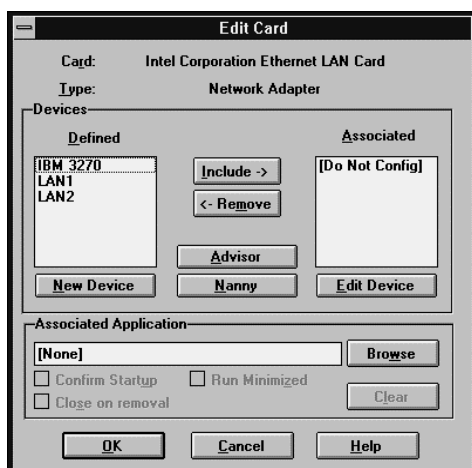 Edit Card
Card: Intel Corporation Ethernet LAN Card
Type: Network Adapter
Devices
Defined
Associated
IBM 3270
LAN1
LAN2
Include ->
<- Remove
[Do Not Config]
Advisor
New Device
Nanny
Edit Device
Associated Application
[None]
Browse
Confirm Startup
Run Minimized
Close on removal
Clear
OK
Cancel
Help